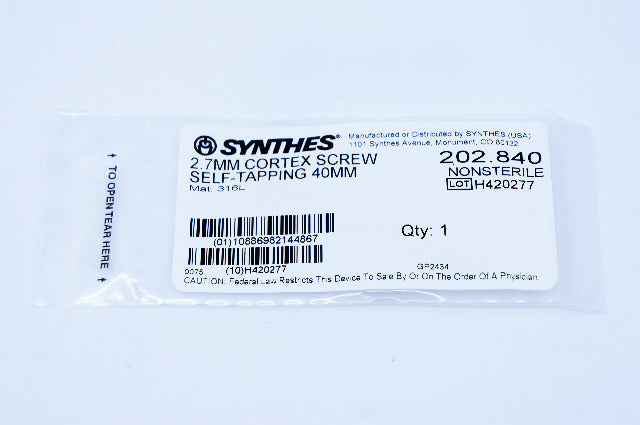 SYNTHES®
Manufactured or Distributed by SYNTHES (USA)
1101 Synthes Avenue, Monument, CO 80132
2.7MM CORTEX SCREW
SELF-TAPPING 40MM
Mat. 316L
202.840
NONSTERILE
LOT H420277
(01)10886982144867
Qty: 1
(10)H420277
0075
GP2434
CAUTION: Federal Law Restricts This Device To Sale By Or On The Order Of A Physician.
TO OPEN TEAR HERE